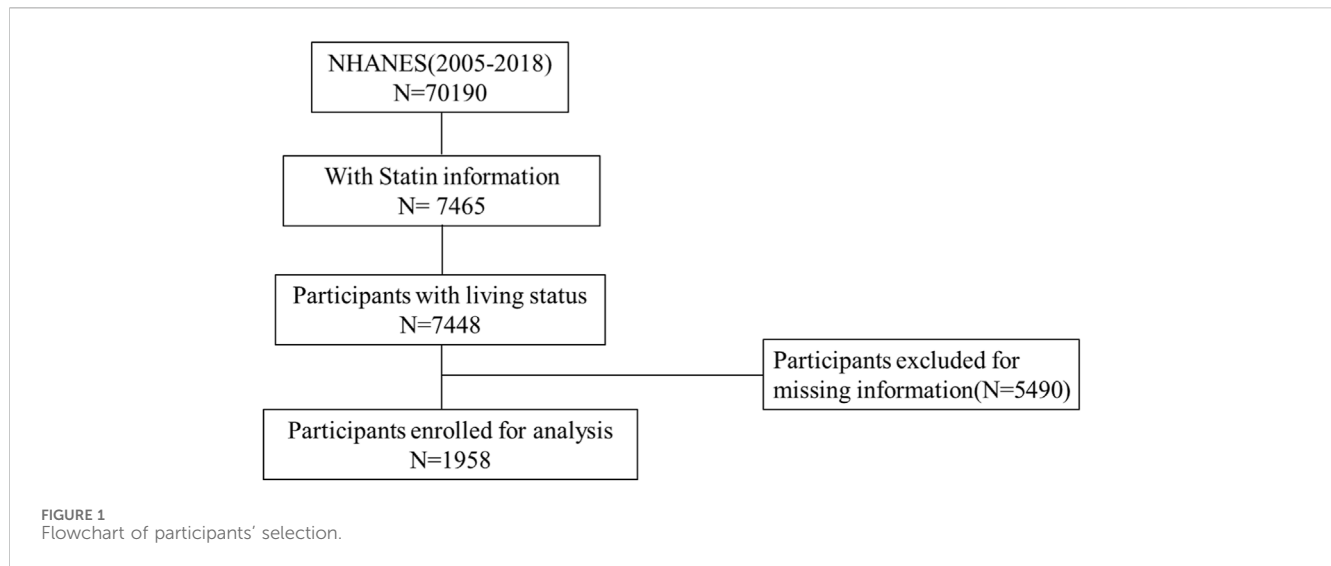 NHANES(2005-2018)
N=70190
With Statin information
N= 7465
Participants with living status
N=7448
Participants excluded for
missing information(N=5490)
Participants enrolled for analysis
N=1958
FIGURE 1
Flowchart of participants’ selection.